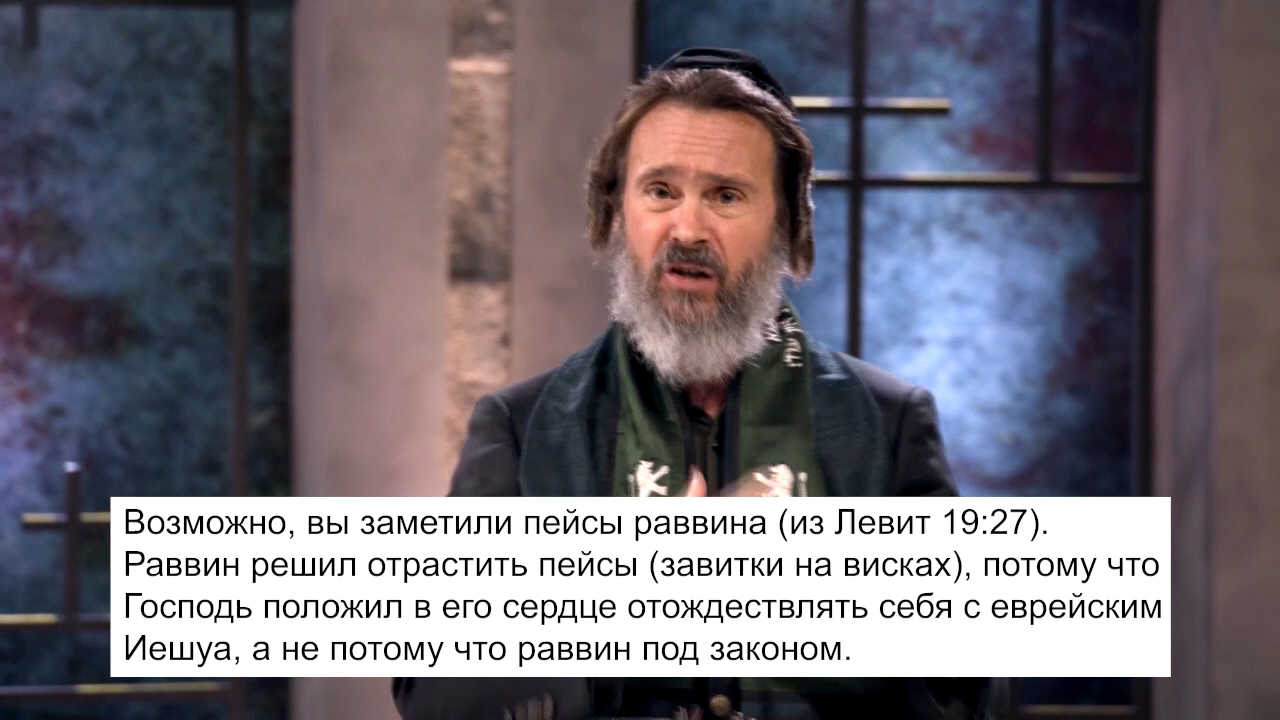 Возможно, вы заметили пейсы раввина (из Левит 19:27).
Раввин решил отрастить пейсы (завитки на висках), потому что
Господь положил в его сердце отождествлять себя с еврейским
Иешуа, а не потому что раввин под законом.